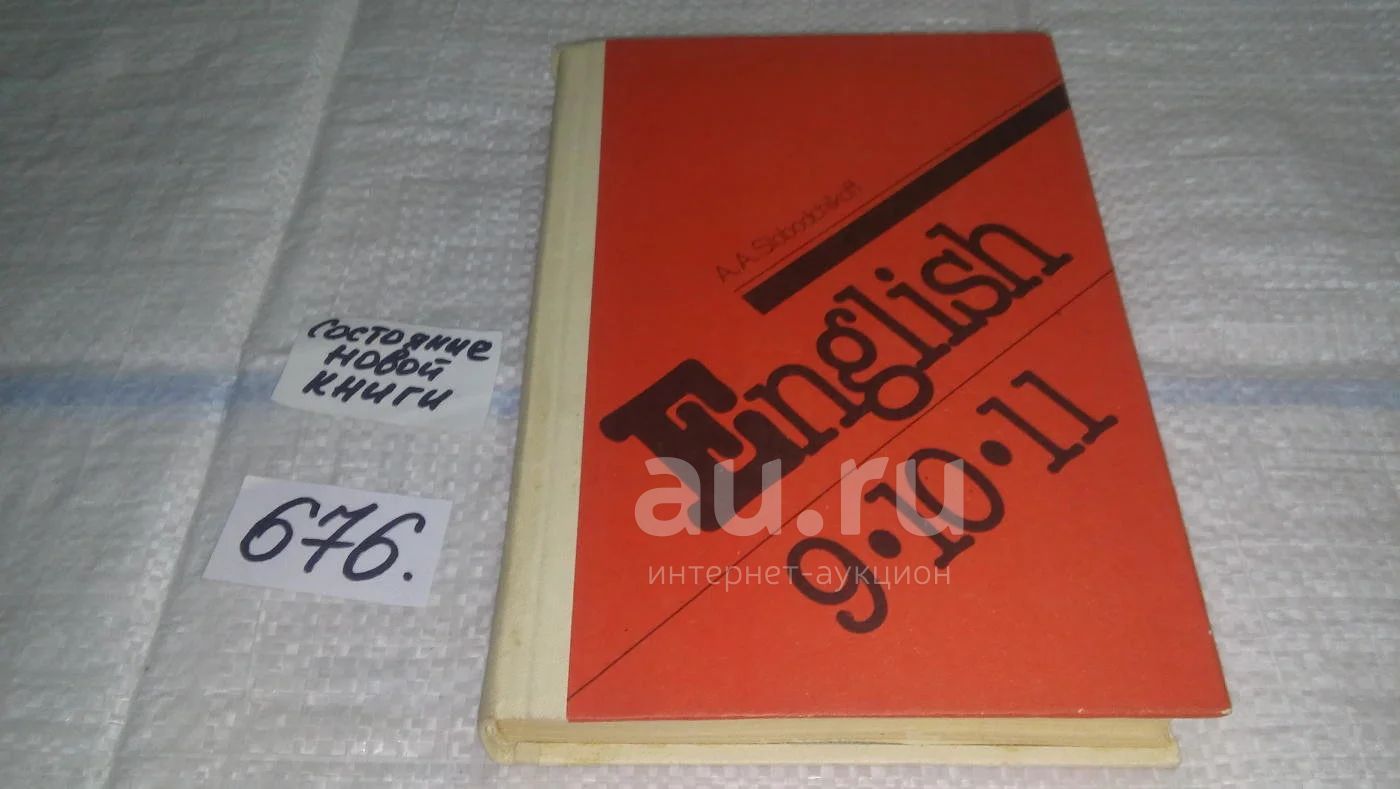 A. A. Slobodchikoff
English
9·10·11
состояние
новой
книги
676.
au.ru
интернет-аукцион